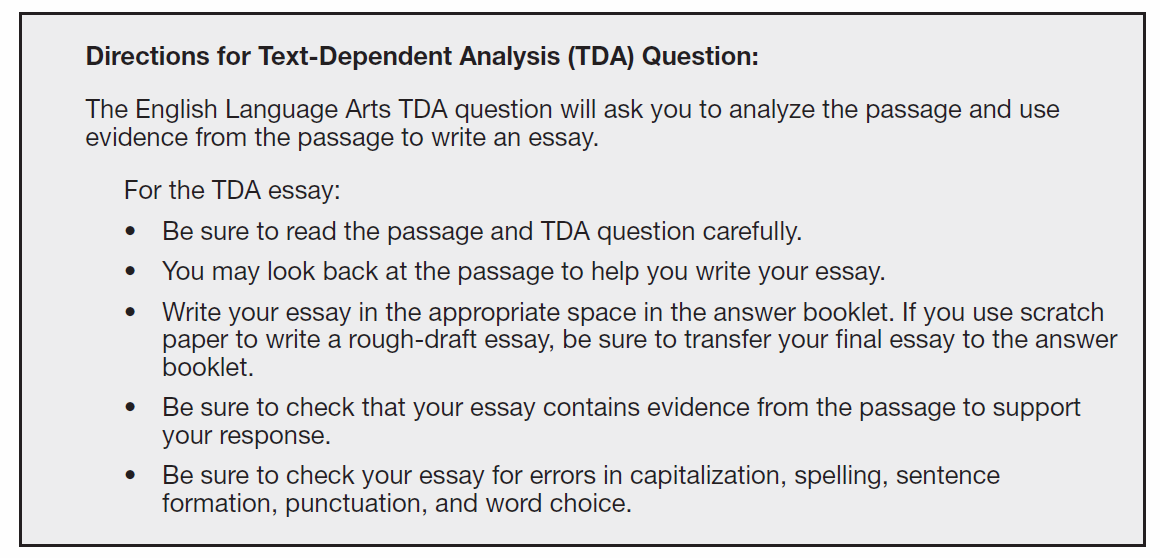 Directions for Text-Dependent Analysis (TDA) Question:
The English Language Arts TDA question will ask you to analyze the passage and use
evidence from the passage to write an essay.
For the TDA essay:
• Be sure to read the passage and TDA question carefully.
• You may look back at the passage to help you write your essay.
• Write your essay in the appropriate space in the answer booklet. If you use scratch
paper to write a rough-draft essay, be sure to transfer your final essay to the answer
booklet.
• Be sure to check that your essay contains evidence from the passage to support
your response.
• Be sure to check your essay for errors in capitalization, spelling, sentence
formation, punctuation, and word choice.